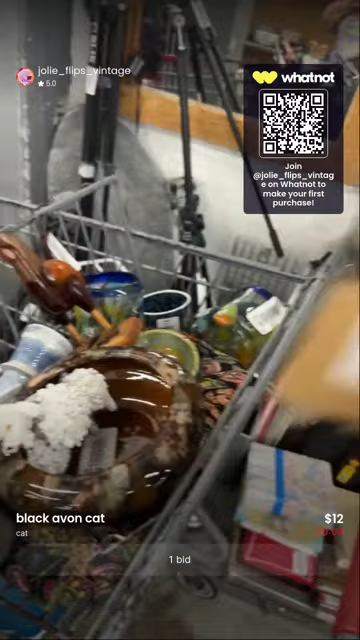 jolie_flips_vintage
★ 5.0
whatnot
Join
@jolie_flips_vintag
e on Whatnot to
make your first
purchase!
black avon cat
$12
cat
1 bid